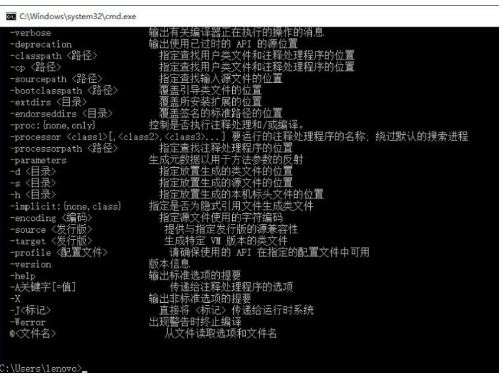 C:\Windows\system32\cmd.exe
-verbose 输出有关编译器正在执行的操作的消息
-deprecation 输出使用已过时的 API 的源位置
-classpath <路径> 指定查找用户类文件和注释处理程序的位置
-cp <路径> 指定查找用户类文件和注释处理程序的位置
-sourcepath <路径> 指定查找输入源文件的位置
-bootclasspath <路径> 覆盖引导类文件的位置
-extdirs <目录> 覆盖所安装扩展的位置
-endorseddirs <目录> 覆盖签名的标准路径的位置
-proc:{none,only} 控制是否执行注释处理和/或编译。
-processor <class1>[,<class2>,<class3>...] 要运行的注释处理程序的名称; 绕过默认的搜索进程
-processorpath <路径> 指定查找注释处理程序的位置
-parameters 生成元数据以用于方法参数的反射
-d <目录> 指定放置生成的类文件的位置
-s <目录> 指定放置生成的源文件的位置
-h <目录> 指定放置生成的本机标头文件的位置
-implicit:{none,class} 指定是否为隐式引用文件生成类文件
-encoding <编码> 指定源文件使用的字符编码
-source <发行版> 提供与指定发行版的源兼容性
-target <发行版> 生成特定 VM 版本的类文件
-profile <配置文件> 请确保使用的 API 在指定的配置文件中可用
-version 版本信息
-help 输出标准选项的提要
-A关键字[=值] 传递给注释处理程序的选项
-X 输出非标准选项的提要
-J<标记> 直接将 <标记> 传递给运行时系统
-Werror 出现警告时终止编译
@<文件名> 从文件读取选项和文件名
C:\Users\lenovo>_